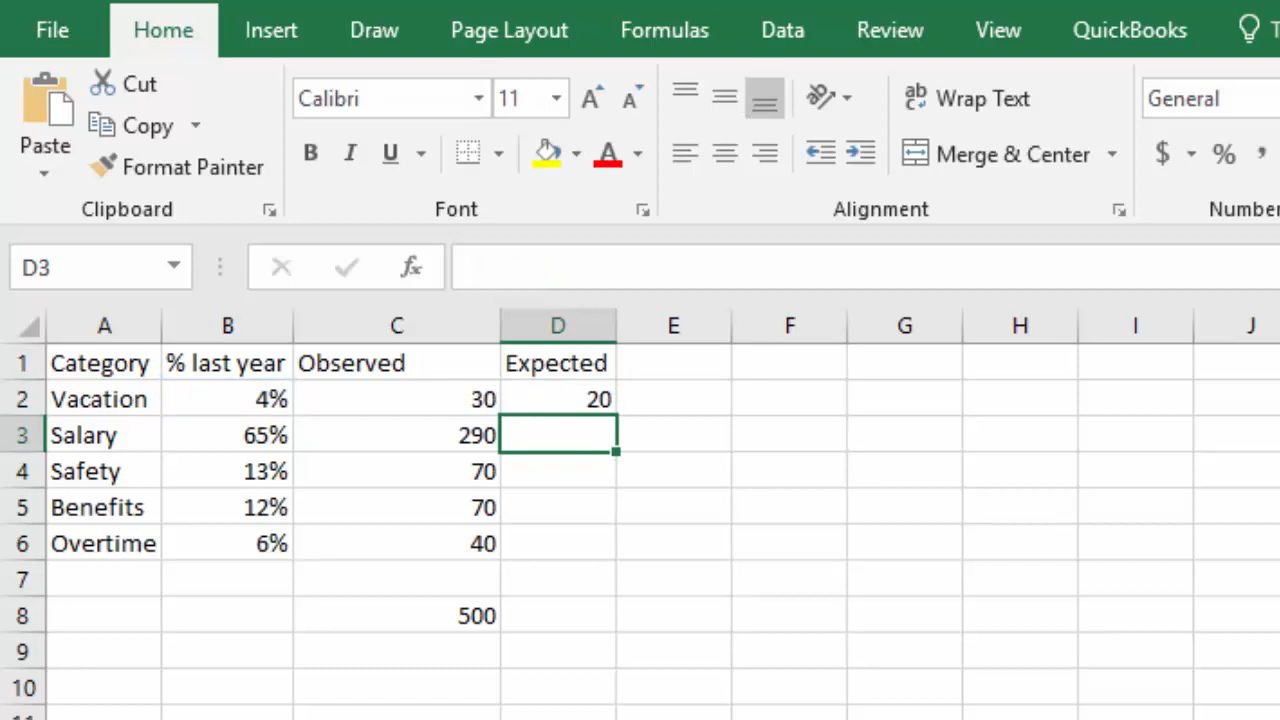 File Home Insert Draw Page Layout Formulas Data Review View QuickBooks T
Cut
Calibri 11 ab Wrap Text General
Copy
Paste B I U A c Merge & Center $ % ,
Format Painter
Clipboard Font Alignment Number
D3 fx
A B C D E F G H I J
1 Category % last year Observed Expected
2 Vacation 4% 30 20
3 Salary 65% 290
4 Safety 13% 70
5 Benefits 12% 70
6 Overtime 6% 40
7
8 500
9
10